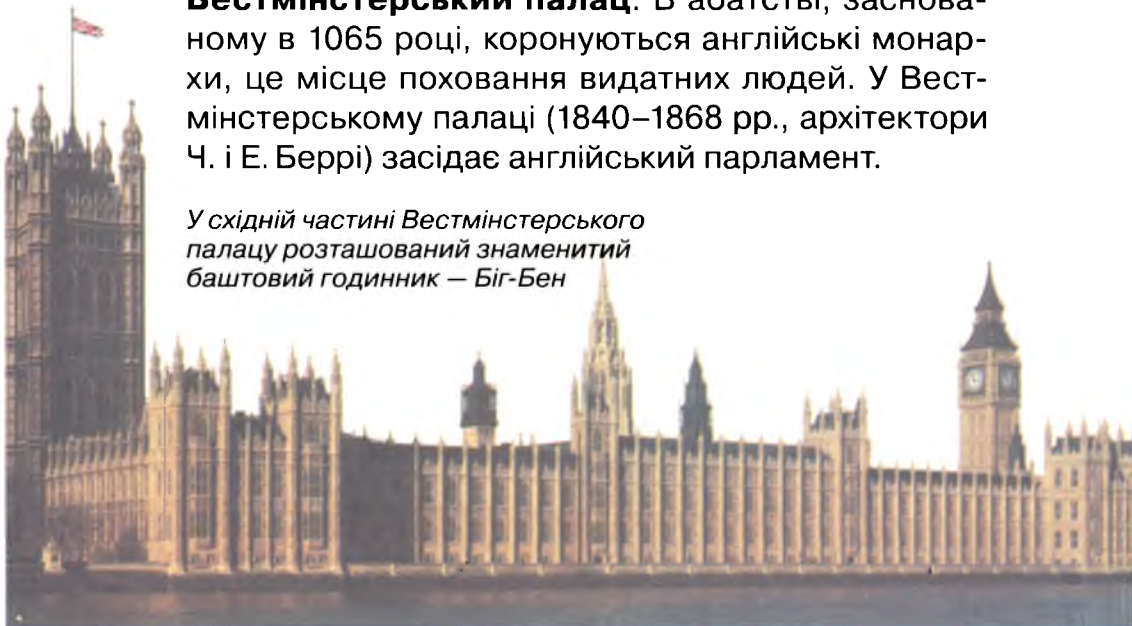 Вестмінстерський палац. В абатстві, заснова-
ному в 1065 році, коронуються англійські монар-
хи, це місце поховання видатних людей. У Вест-
мінстерському палаці (1840–1868 рр., архітектори
Ч. і Е. Беррі) засідає англійський парламент.
У східній частині Вестмінстерського
палацу розташований знаменитий
баштовий годинник — Біг-Бен